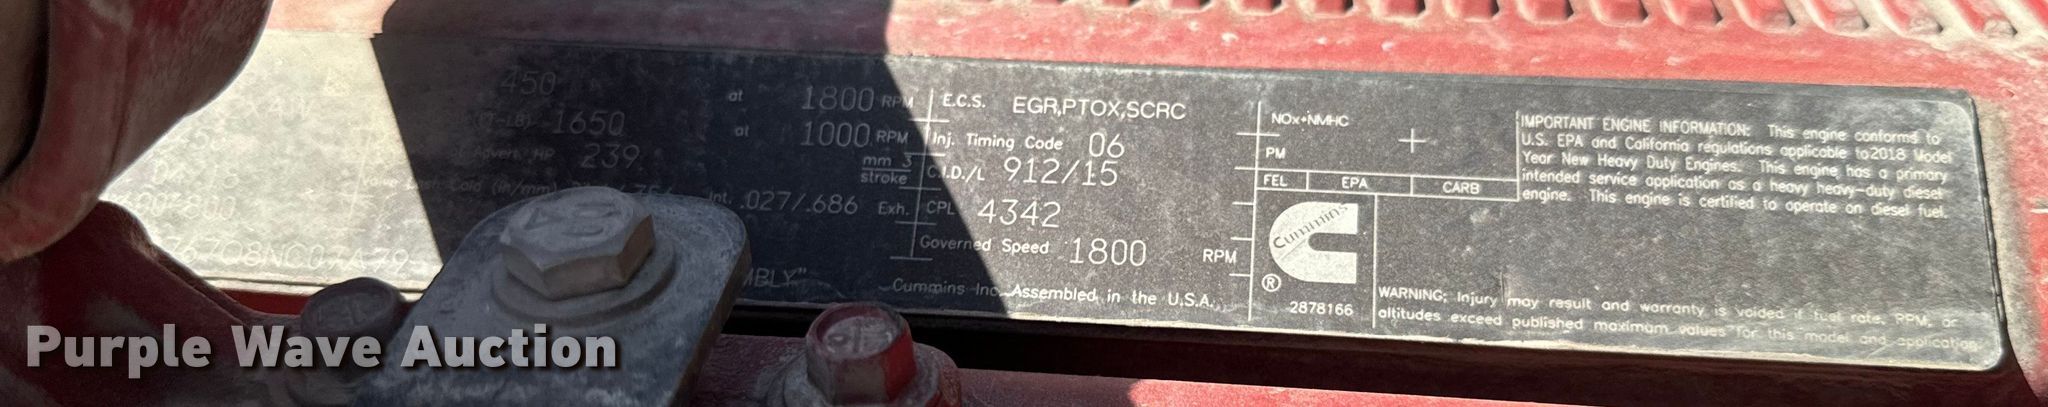 450 at 1800 RPM
1650 at 1000 RPM
239 mm 3 stroke
Int. .027/.686 Exh.
76708NC07A79
MBLY"
E.C.S. EGR,PTOX,SCRC
Inj. Timing Code 06
C.I.D./L 912/15
CPL 4342
Governed Speed 1800 RPM
Cummins Inc. Assembled in the U.S.A.
NOx+NMHC
PM
FEL EPA CARB
Cummins
®
2878166
IMPORTANT ENGINE INFORMATION: This engine conforms to
U.S. EPA and California regulations applicable to 2018 Model
Year New Heavy Duty Engines. This engine has a primary
intended service application as a heavy heavy-duty diesel
engine. This engine is certified to operate on diesel fuel.
WARNING; Injury may result and warranty is voided if fuel rate, RPM, or
altitudes exceed published maximum values for this model and application
Purple Wave Auction